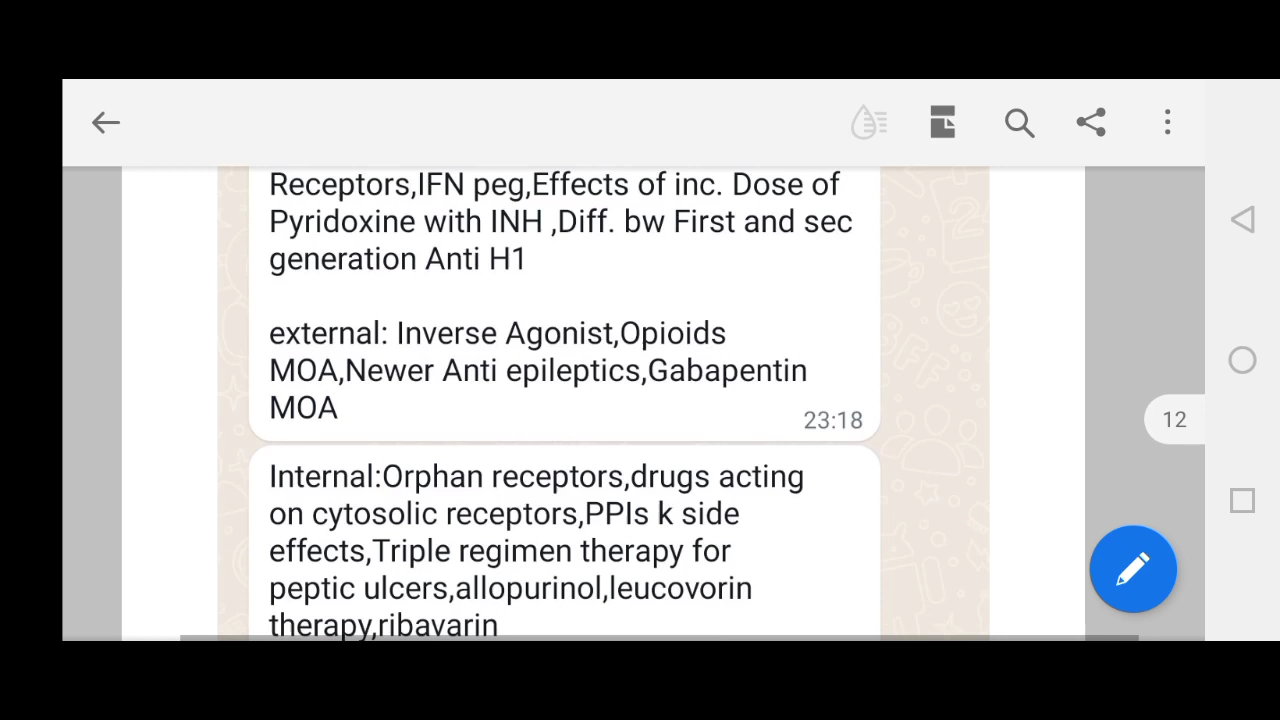 Receptors,IFN peg,Effects of inc. Dose of
Pyridoxine with INH ,Diff. bw First and sec
generation Anti H1
external: Inverse Agonist,Opioids
MOA,Newer Anti epileptics,Gabapentin
MOA
23:18
12
Internal:Orphan receptors,drugs acting
on cytosolic receptors,PPIs k side
effects,Triple regimen therapy for
peptic ulcers,allopurinol,leucovorin
therapy,ribavarin